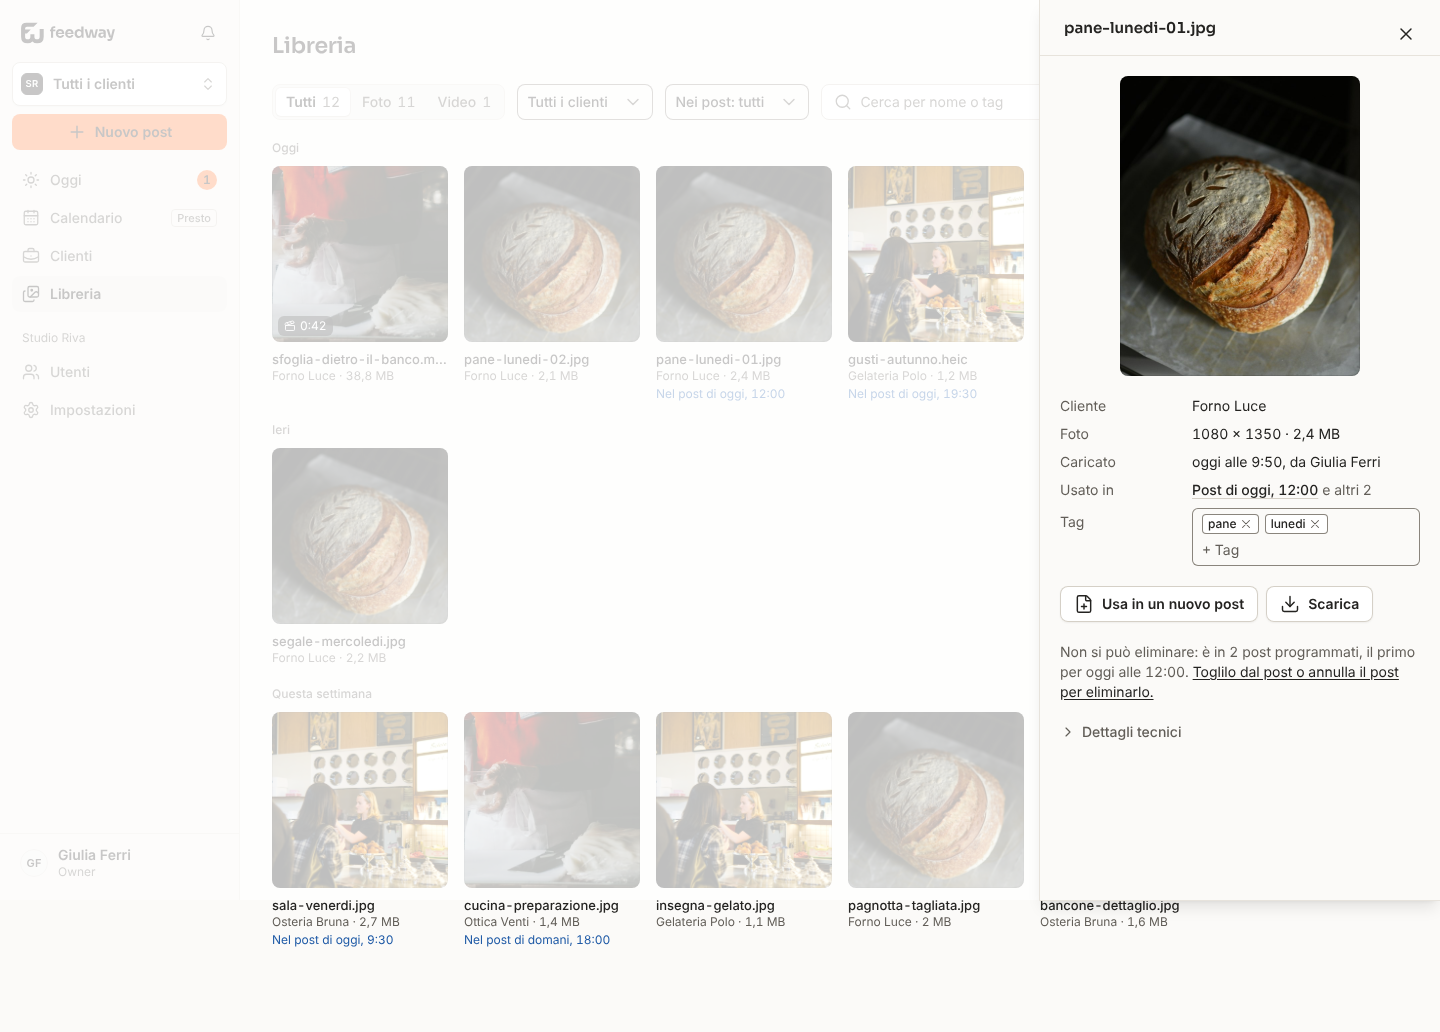 feedway
SR Tutti i clienti
Nuovo post
Oggi 1
Calendario Presto
Clienti
Libreria
Studio Riva
Utenti
Impostazioni
GF Giulia Ferri
Owner
Libreria
Tutti 12 Foto 11 Video 1 Tutti i clienti Nei post: tutti Cerca per nome o tag
Oggi
0:42
sfoglia-dietro-il-banco.m...
Forno Luce · 38,8 MB
pane-lunedi-02.jpg
Forno Luce · 2,1 MB
pane-lunedi-01.jpg
Forno Luce · 2,4 MB
Nel post di oggi, 12:00
gusti-autunno.heic
Gelateria Polo · 1,2 MB
Nel post di oggi, 19:30
Ieri
segale-mercoledi.jpg
Forno Luce · 2,2 MB
Questa settimana
sala-venerdi.jpg
Osteria Bruna · 2,7 MB
Nel post di oggi, 9:30
cucina-preparazione.jpg
Ottica Venti · 1,4 MB
Nel post di domani, 18:00
insegna-gelato.jpg
Gelateria Polo · 1,1 MB
pagnotta-tagliata.jpg
Forno Luce · 2 MB
bancone-dettaglio.jpg
Osteria Bruna · 1,6 MB
pane-lunedi-01.jpg
Cliente Forno Luce
Foto 1080 × 1350 · 2,4 MB
Caricato oggi alle 9:50, da Giulia Ferri
Usato in Post di oggi, 12:00 e altri 2
Tag pane lunedi
+ Tag
Usa in un nuovo post Scarica
Non si può eliminare: è in 2 post programmati, il primo
per oggi alle 12:00. Toglilo dal post o annulla il post
per eliminarlo.
Dettagli tecnici